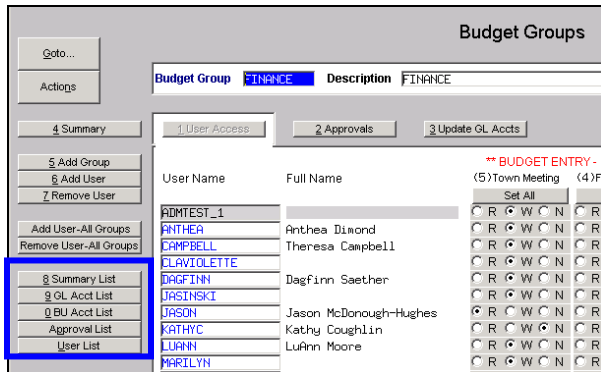 Budget Groups
Goto...
Actions
Budget Group FINANCE Description FINANCE
4 Summary 1 User Access 2 Approvals 3 Update GL Accts
5 Add Group
6 Add User
7 Remove User
Add User-All Groups
Remove User-All Groups
8 Summary List
9 GL Acct List
0 BU Acct List
Approval List
User List
** BUDGET ENTRY -
User Name Full Name (5)Town Meeting (4)F
Set All
ADMTEST_1 R W N R
ANTHEA Anthea Dimond R W N R
CAMPBELL Theresa Campbell R W N R
CLAVIOLETTE R W N R
DAGFINN Dagfinn Saether R W N R
JASINSKI R W N R
JASON Jason McDonough-Hughes R W N R
KATHYC Kathy Coughlin R W N R
LUANN LuAnn Moore R W N R
MARILYN R W N R